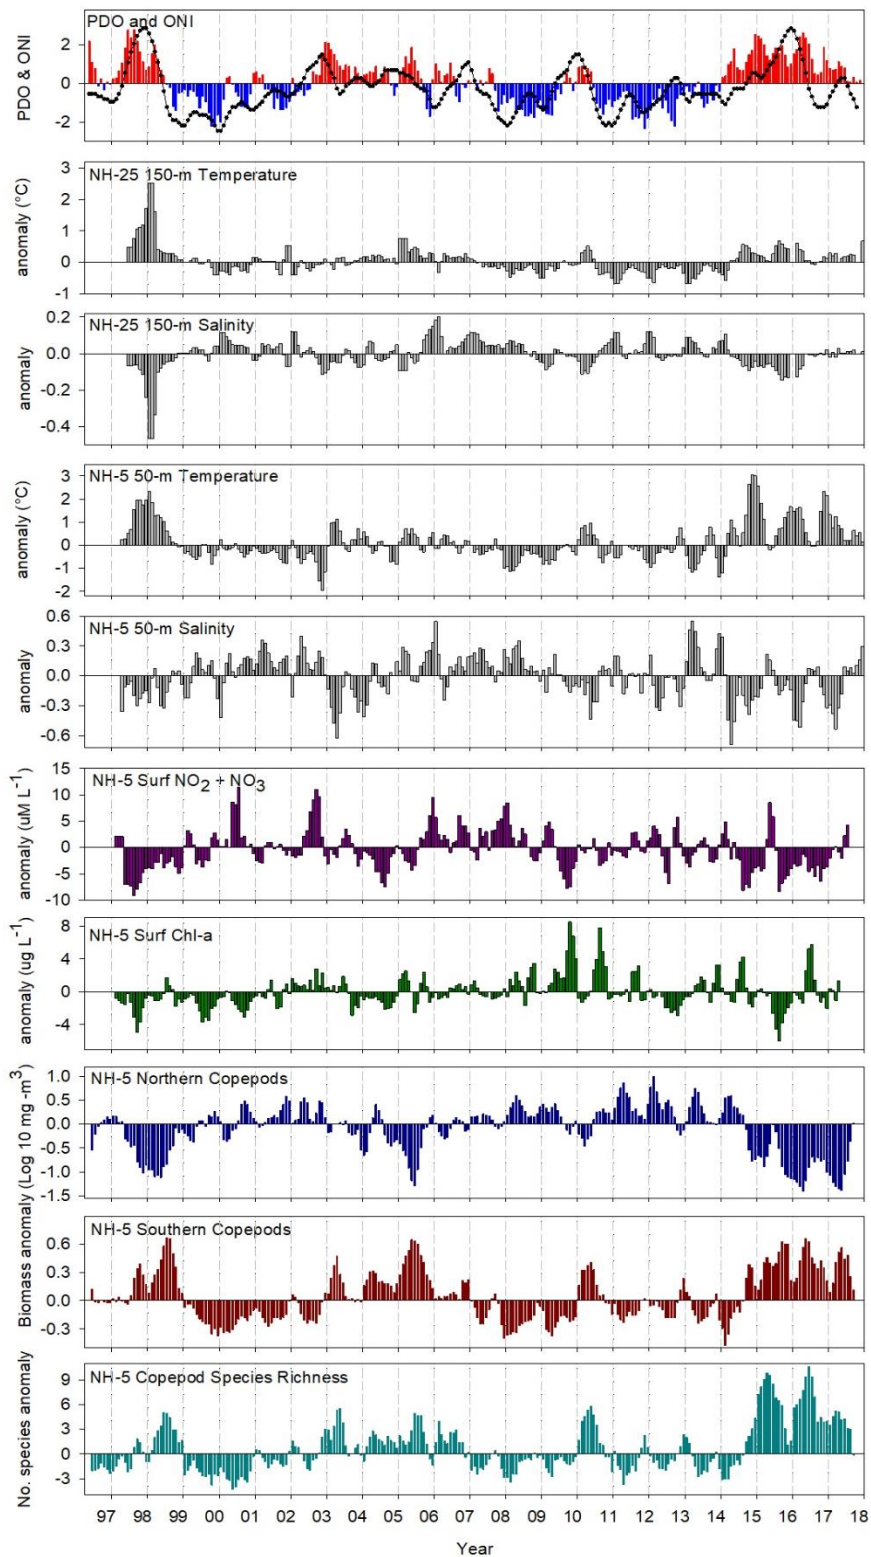 PDO and ONI
PDO & ONI
2
0
-2
NH-25 150-m Temperature
anomaly (°C)
3
2
1
0
-1
NH-25 150-m Salinity
anomaly
0.2
0.0
-0.2
-0.4
NH-5 50-m Temperature
anomaly (°C)
3
2
1
0
-1
-2
NH-5 50-m Salinity
anomaly
0.6
0.3
0.0
-0.3
-0.6
NH-5 Surf NO₂ + NO₃
anomaly (uM L⁻¹)
15
10
5
0
-5
-10
NH-5 Surf Chl-a
anomaly (ug L⁻¹)
8
4
0
-4
NH-5 Northern Copepods
Biomass anomaly (Log 10 mg -m³)
1.0
0.5
0.0
-0.5
-1.0
-1.5
NH-5 Southern Copepods
0.6
0.3
0.0
-0.3
NH-5 Copepod Species Richness
No. species anomaly
9
6
3
0
-3
97 98 99 00 01 02 03 04 05 06 07 08 09 10 11 12 13 14 15 16 17 18
Year